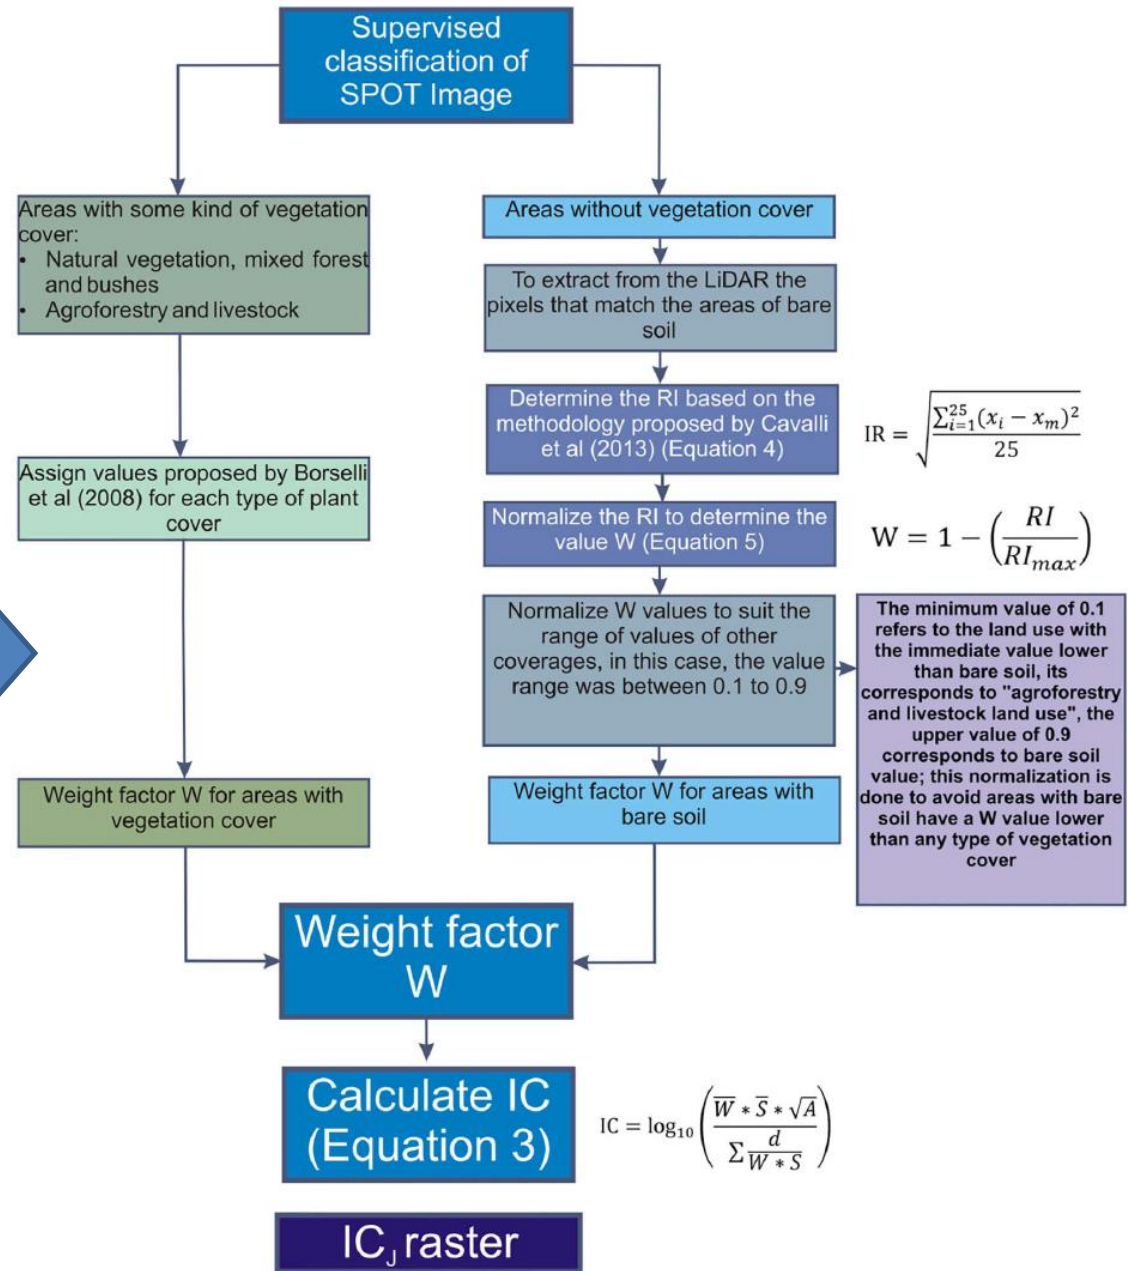 Supervised
classification of
SPOT Image
Areas with some kind of vegetation
cover:
• Natural vegetation, mixed forest
and bushes
• Agroforestry and livestock
Assign values proposed by Borselli
et al (2008) for each type of plant
cover
Weight factor W for areas with
vegetation cover
Areas without vegetation cover
To extract from the LiDAR the
pixels that match the areas of bare
soil
Determine the RI based on the
methodology proposed by Cavalli
et al (2013) (Equation 4)
IR = √(∑_{i=1}^{25} (x_i − x_m)² / 25)
Normalize the RI to determine the
value W (Equation 5)
W = 1 − (RI / RI_max)
Normalize W values to suit the
range of values of other
coverages, in this case, the value
range was between 0.1 to 0.9
The minimum value of 0.1
refers to the land use with
the immediate value lower
than bare soil, its
corresponds to "agroforestry
and livestock land use", the
upper value of 0.9
corresponds to bare soil
value; this normalization is
done to avoid areas with bare
soil have a W value lower
than any type of vegetation
cover
Weight factor W for areas with
bare soil
Weight factor
W
Calculate IC
(Equation 3)
IC = log₁₀ ((W̅ * S̅ * √A) / (∑ d / (W * S)))
IC_J raster